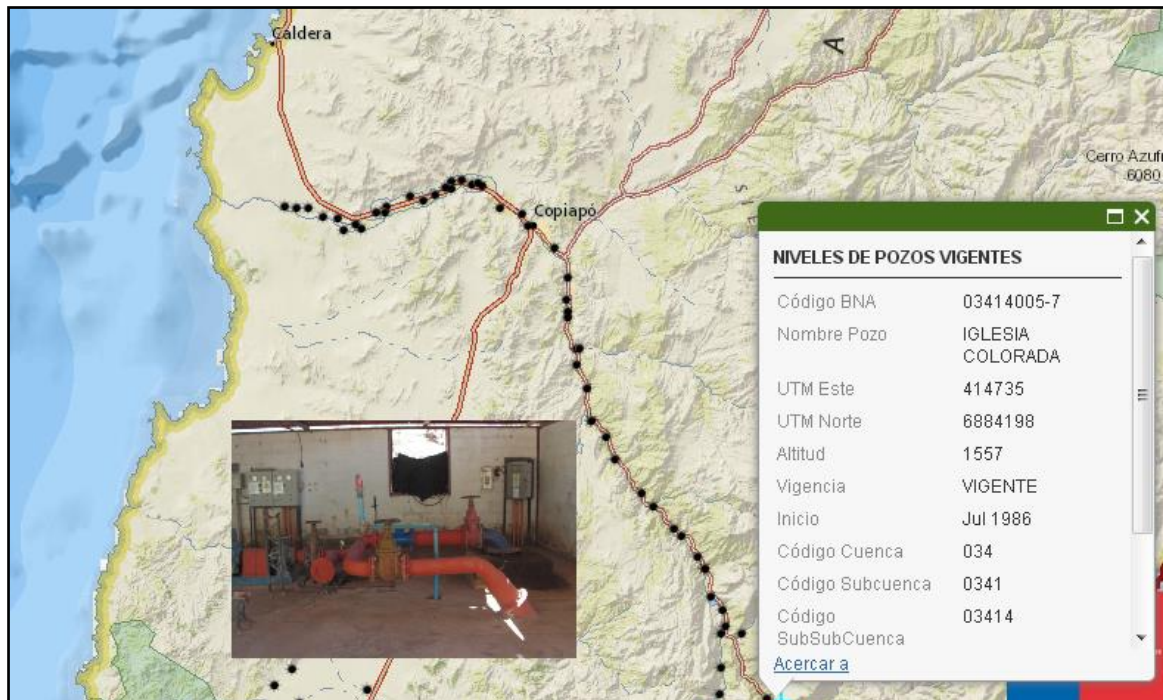 Caldera
A
Cerro Azufr
6080
s
Copiapó
NIVELES DE POZOS VIGENTES
Código BNA 03414005-7
Nombre Pozo IGLESIA
COLORADA
UTM Este 414735
UTM Norte 6884198
Altitud 1557
Vigencia VIGENTE
Inicio Jul 1986
Código Cuenca 034
Código Subcuenca 0341
Código 03414
SubSubCuenca
Acercar a